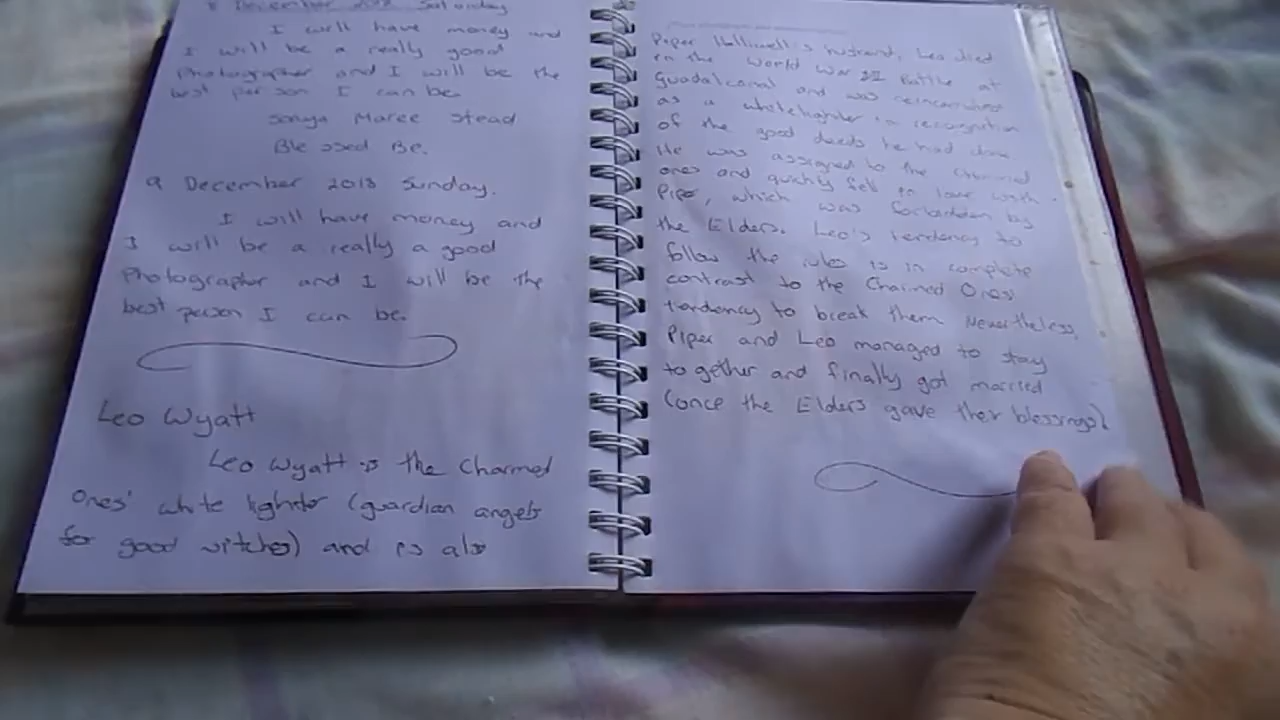 8 December 2018 Saturday
I will have money and
I will be a really good
Photographer and I will be the
best person I can be.
Sonya Maree Stead
Blessed Be.
9 December 2018 Sunday.
I will have money and
I will be a really a good
Photographer and I will be the
best person I can be.
Leo Wyatt
Leo Wyatt is the Charmed
Ones' white lighter (guardian angels
for good witches) and is also
Piper Halliwell's husband, Leo died
in the World War II Battle at
Guadalcanal and was reincarnated
as a whitelighter in recognition
of the good deeds he had done
He was assigned to the Charmed
ones and quickly fell in love with
Piper, which was forbidden by
the Elders. Leo's tendency to
follow the rules is in complete
contrast to the Charmed Ones'
tendency to break them Nevertheless,
Piper and Leo managed to stay
together and finally got married
(once the Elders gave their blessings).